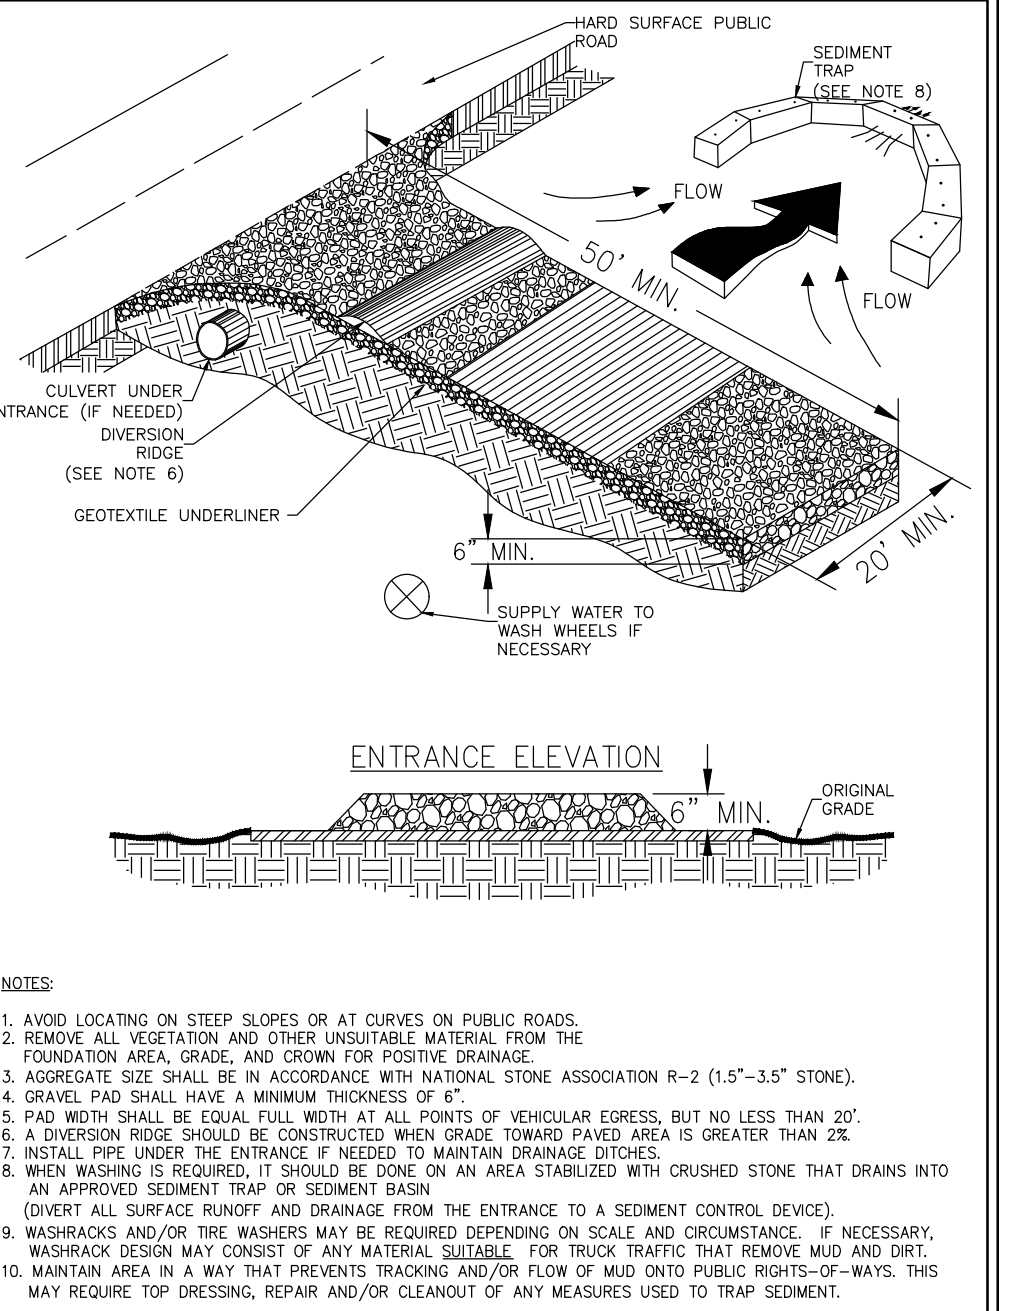 HARD SURFACE PUBLIC
ROAD
SEDIMENT
TRAP
(SEE NOTE 8)
FLOW
50' MIN.
FLOW
CULVERT UNDER
NTRANCE (IF NEEDED)
DIVERSION
RIDGE
(SEE NOTE 6)
GEOTEXTILE UNDERLINER
6" MIN.
20' MIN.
SUPPLY WATER TO
WASH WHEELS IF
NECESSARY
ENTRANCE ELEVATION
6" MIN.
ORIGINAL
GRADE
NOTES:
1. AVOID LOCATING ON STEEP SLOPES OR AT CURVES ON PUBLIC ROADS.
2. REMOVE ALL VEGETATION AND OTHER UNSUITABLE MATERIAL FROM THE
FOUNDATION AREA, GRADE, AND CROWN FOR POSITIVE DRAINAGE.
3. AGGREGATE SIZE SHALL BE IN ACCORDANCE WITH NATIONAL STONE ASSOCIATION R-2 (1.5"-3.5" STONE).
4. GRAVEL PAD SHALL HAVE A MINIMUM THICKNESS OF 6".
5. PAD WIDTH SHALL BE EQUAL FULL WIDTH AT ALL POINTS OF VEHICULAR EGRESS, BUT NO LESS THAN 20'.
6. A DIVERSION RIDGE SHOULD BE CONSTRUCTED WHEN GRADE TOWARD PAVED AREA IS GREATER THAN 2%.
7. INSTALL PIPE UNDER THE ENTRANCE IF NEEDED TO MAINTAIN DRAINAGE DITCHES.
8. WHEN WASHING IS REQUIRED, IT SHOULD BE DONE ON AN AREA STABILIZED WITH CRUSHED STONE THAT DRAINS INTO
AN APPROVED SEDIMENT TRAP OR SEDIMENT BASIN
(DIVERT ALL SURFACE RUNOFF AND DRAINAGE FROM THE ENTRANCE TO A SEDIMENT CONTROL DEVICE).
9. WASHRACKS AND/OR TIRE WASHERS MAY BE REQUIRED DEPENDING ON SCALE AND CIRCUMSTANCE. IF NECESSARY,
WASHRACK DESIGN MAY CONSIST OF ANY MATERIAL SUITABLE FOR TRUCK TRAFFIC THAT REMOVE MUD AND DIRT.
10. MAINTAIN AREA IN A WAY THAT PREVENTS TRACKING AND/OR FLOW OF MUD ONTO PUBLIC RIGHTS-OF-WAYS. THIS
MAY REQUIRE TOP DRESSING, REPAIR AND/OR CLEANOUT OF ANY MEASURES USED TO TRAP SEDIMENT.